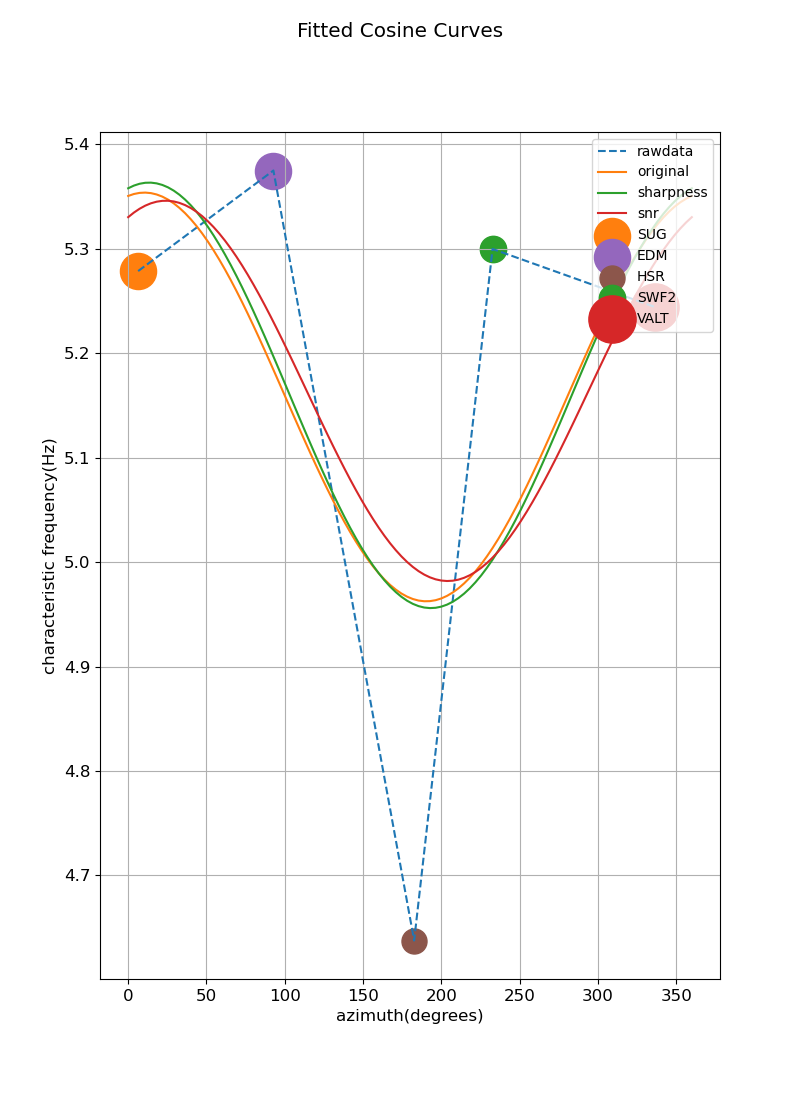 Fitted Cosine Curves
5.4
5.3
5.2
5.1
5.0
4.9
4.8
4.7
characteristic frequency(Hz)
0 50 100 150 200 250 300 350
azimuth(degrees)
rawdata
original
sharpness
snr
SUG
EDM
HSR
SWF2
VALT